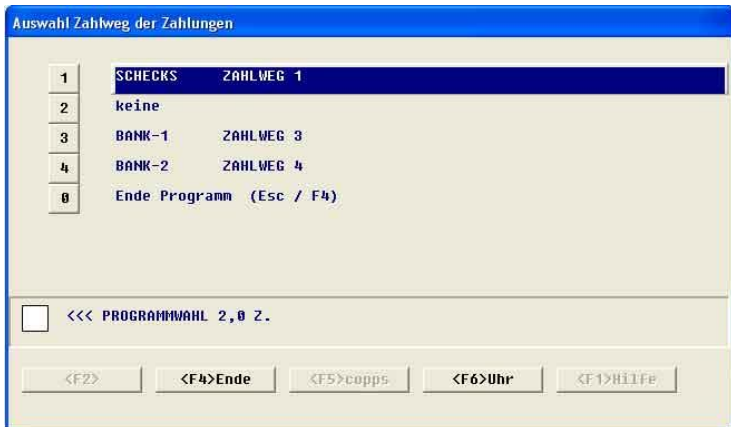 Auswahl Zahlweg der Zahlungen
1 SCHECKS ZAHLWEG 1
2 keine
3 BANK-1 ZAHLWEG 3
4 BANK-2 ZAHLWEG 4
0 Ende Programm (Esc / F4)
<<< PROGRAMMWAHL 2,0 Z.
<F2> <F4>Ende <F5>copps <F6>Uhr <F1>Hilfe